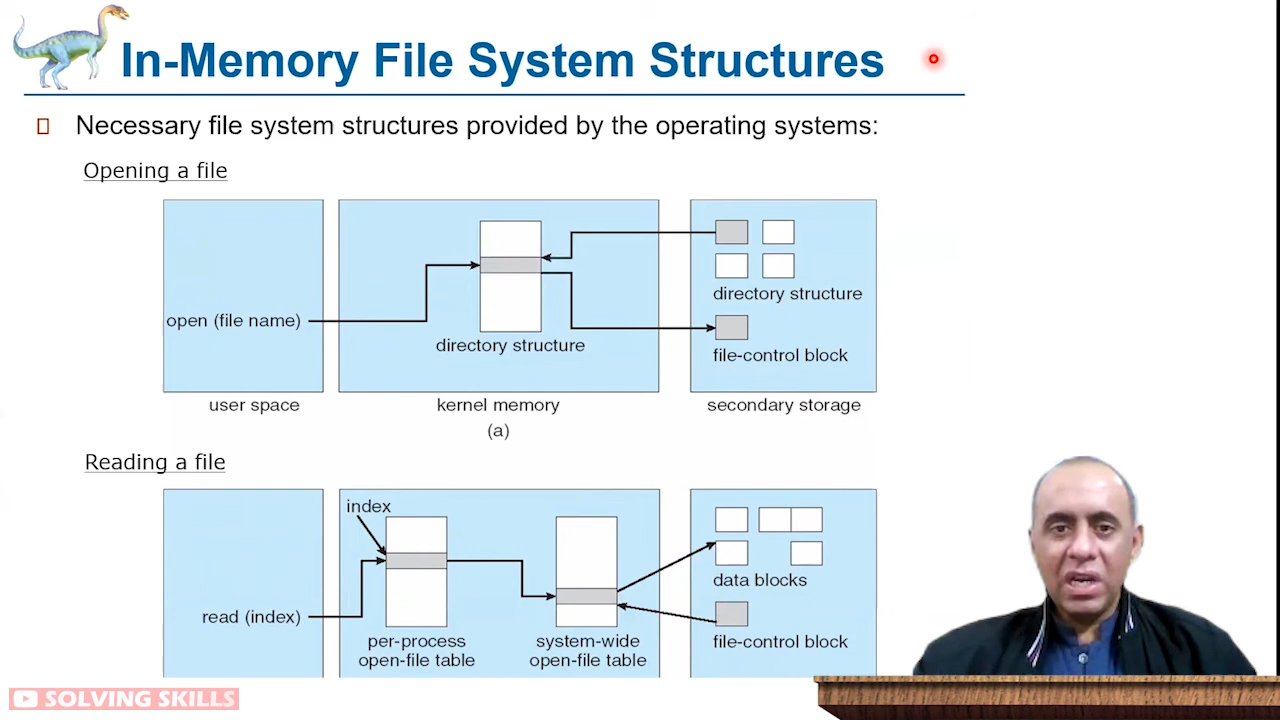 In-Memory File System Structures
Necessary file system structures provided by the operating systems:
Opening a file
open (file name)
directory structure
directory structure
file-control block
user space
kernel memory
secondary storage
(a)
Reading a file
index
read (index)
per-process
open-file table
system-wide
open-file table
data blocks
file-control block
SOLVING SKILLS